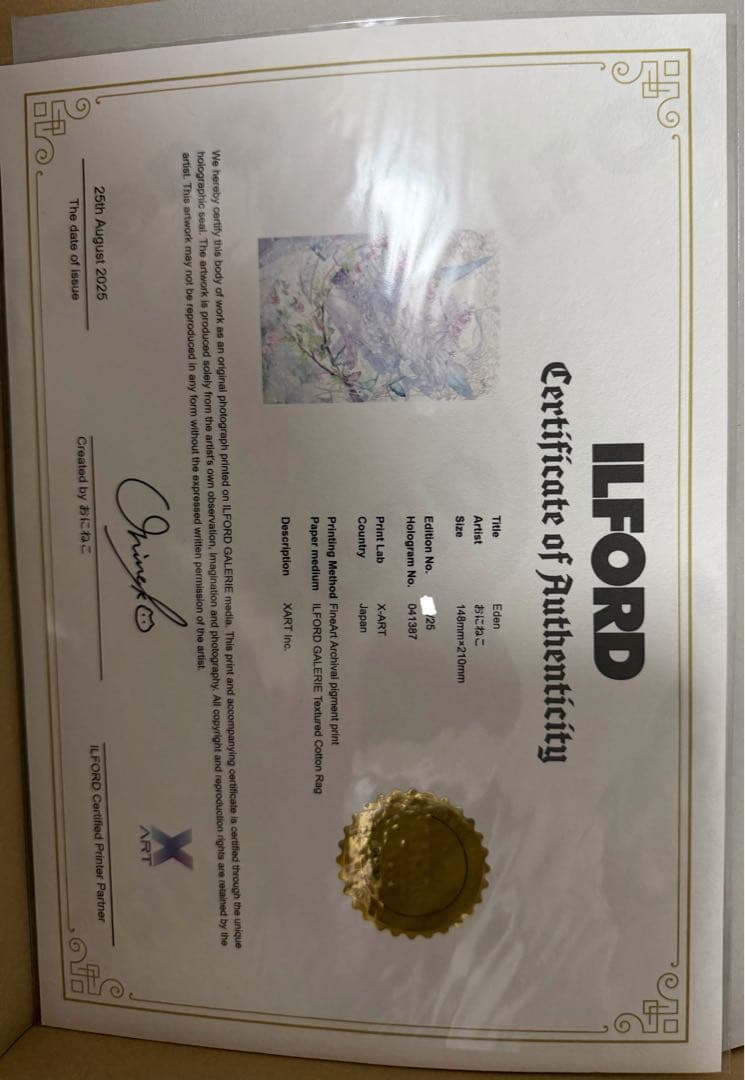 ILFORD
Certificate of Authenticity
Title Eden
Artist おにねこ
Size 148mm×210mm
Edition No. /25
Hologram No. 041387
Print Lab X-ART
Country Japan
Printing Method FineArt Archival pigment print
Paper medium ILFORD GALERIE Textured Cotton Rag
Description XART Inc.
We hereby certify this body of work as an original photograph printed on ILFORD GALERIE media. This print and accompanying certificate is certified through the unique
holographic seal. The artwork is produced solely from the artist's own observation, imagination and photography. All copyright and reproduction rights are retained by the
artist. This artwork may not be reproduced in any form without the expressed written permission of the artist.
25th August 2025
The date of issue
Created by おにねこ
X
ART
ILFORD Certified Printer Partner